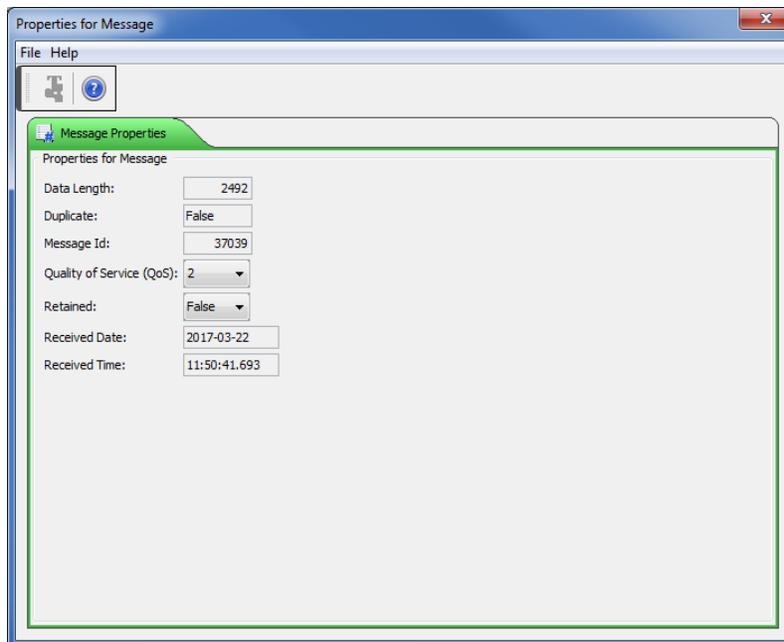 Properties for Message
File Help
Message Properties
Properties for Message
Data Length: 2492
Duplicate: False
Message Id: 37039
Quality of Service (QoS): 2
Retained: False
Received Date: 2017-03-22
Received Time: 11:50:41.693